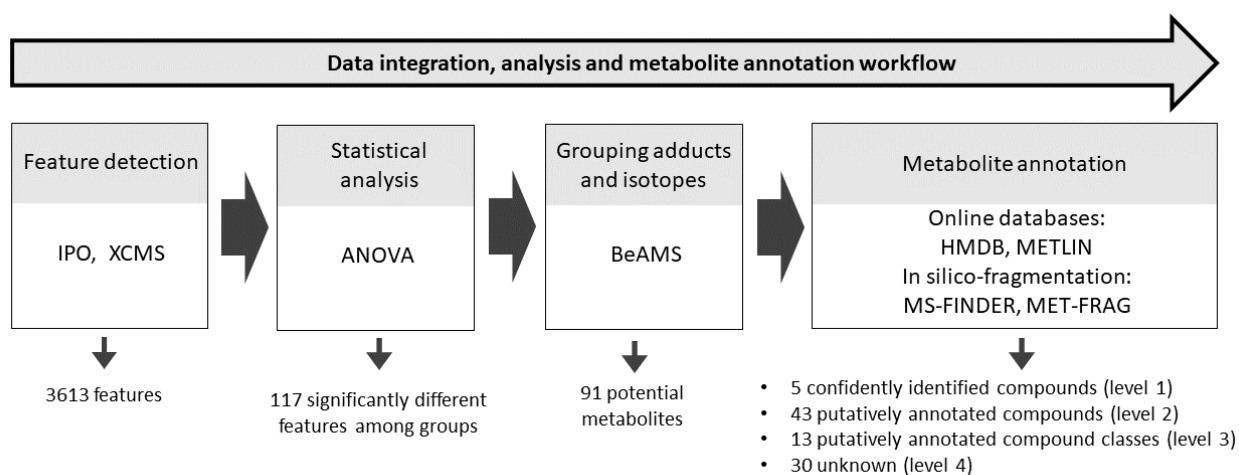 Data integration, analysis and metabolite annotation workflow
Feature detection
IPO, XCMS
3613 features
Statistical
analysis
ANOVA
117 significantly different
features among groups
Grouping adducts
and isotopes
BeAMS
91 potential
metabolites
Metabolite annotation
Online databases:
HMDB, METLIN
In silico-fragmentation:
MS-FINDER, MET-FRAG
• 5 confidently identified compounds (level 1)
• 43 putatively annotated compounds (level 2)
• 13 putatively annotated compound classes (level 3)
• 30 unknown (level 4)